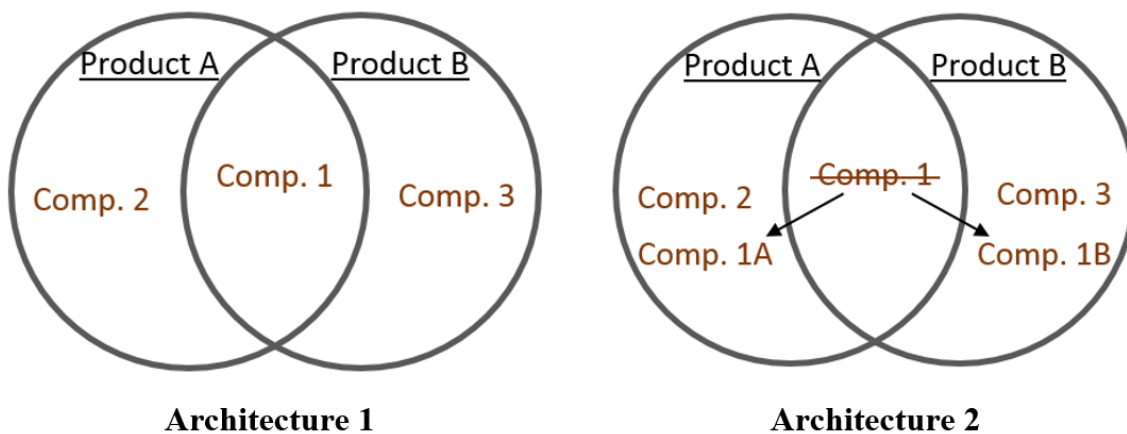 Product A
Product B
Comp. 2
Comp. 1
Comp. 3
Architecture 1
Product A
Product B
Comp. 2
Comp. 1
Comp. 3
Comp. 1A
Comp. 1B
Architecture 2